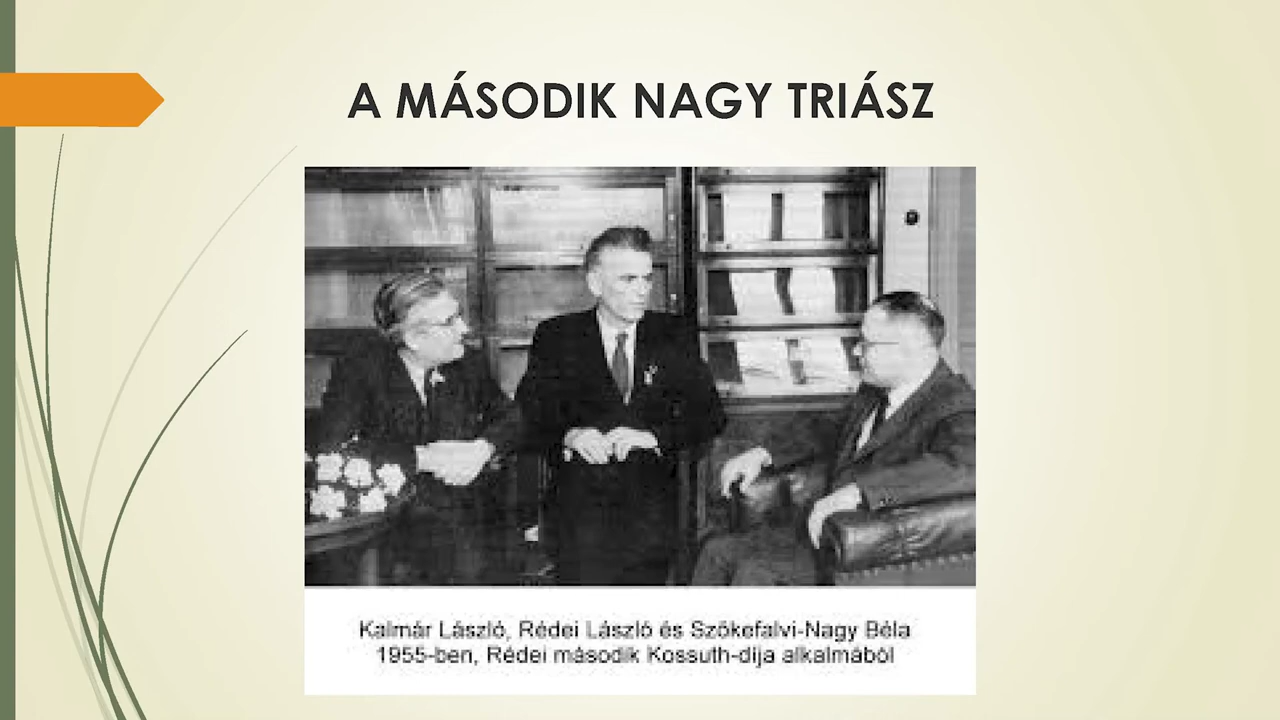 A MÁSODIK NAGY TRIÁSZ
Kalmár László, Rédei László és Szőkefalvi-Nagy Béla
1955-ben, Rédei második Kossuth-díja alkalmából